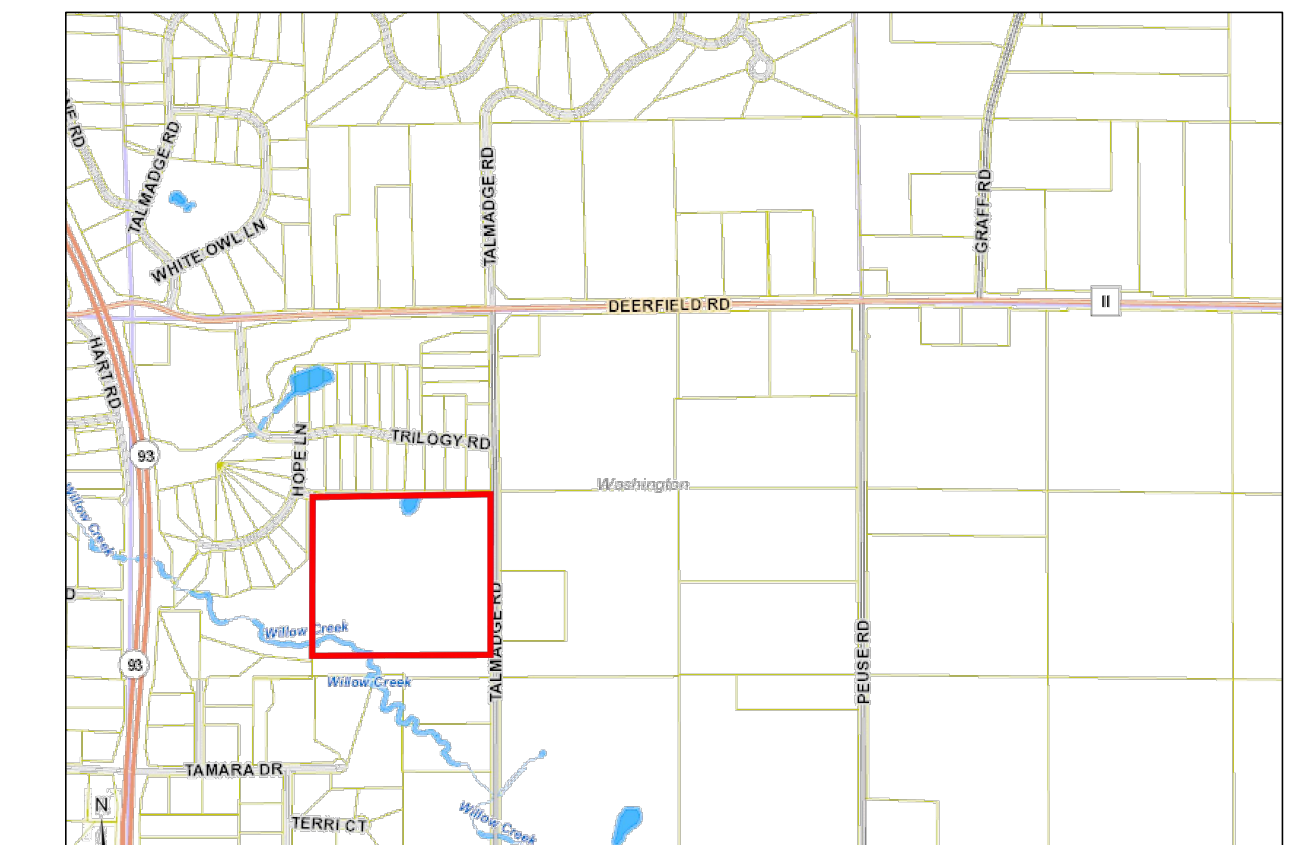 TALMADGE RD
TALMADGE RD
WHITE OWL LN
GRAFF RD
DEERFIELD RD
II
HART RD
93
HOPE LN
TRILOGY RD
Washington
Willow Creek
Willow Creek
TALMADGE RD
93
Willow Creek
PEUSE RD
TAMARA DR
N
TERRI CT
Willow Creek